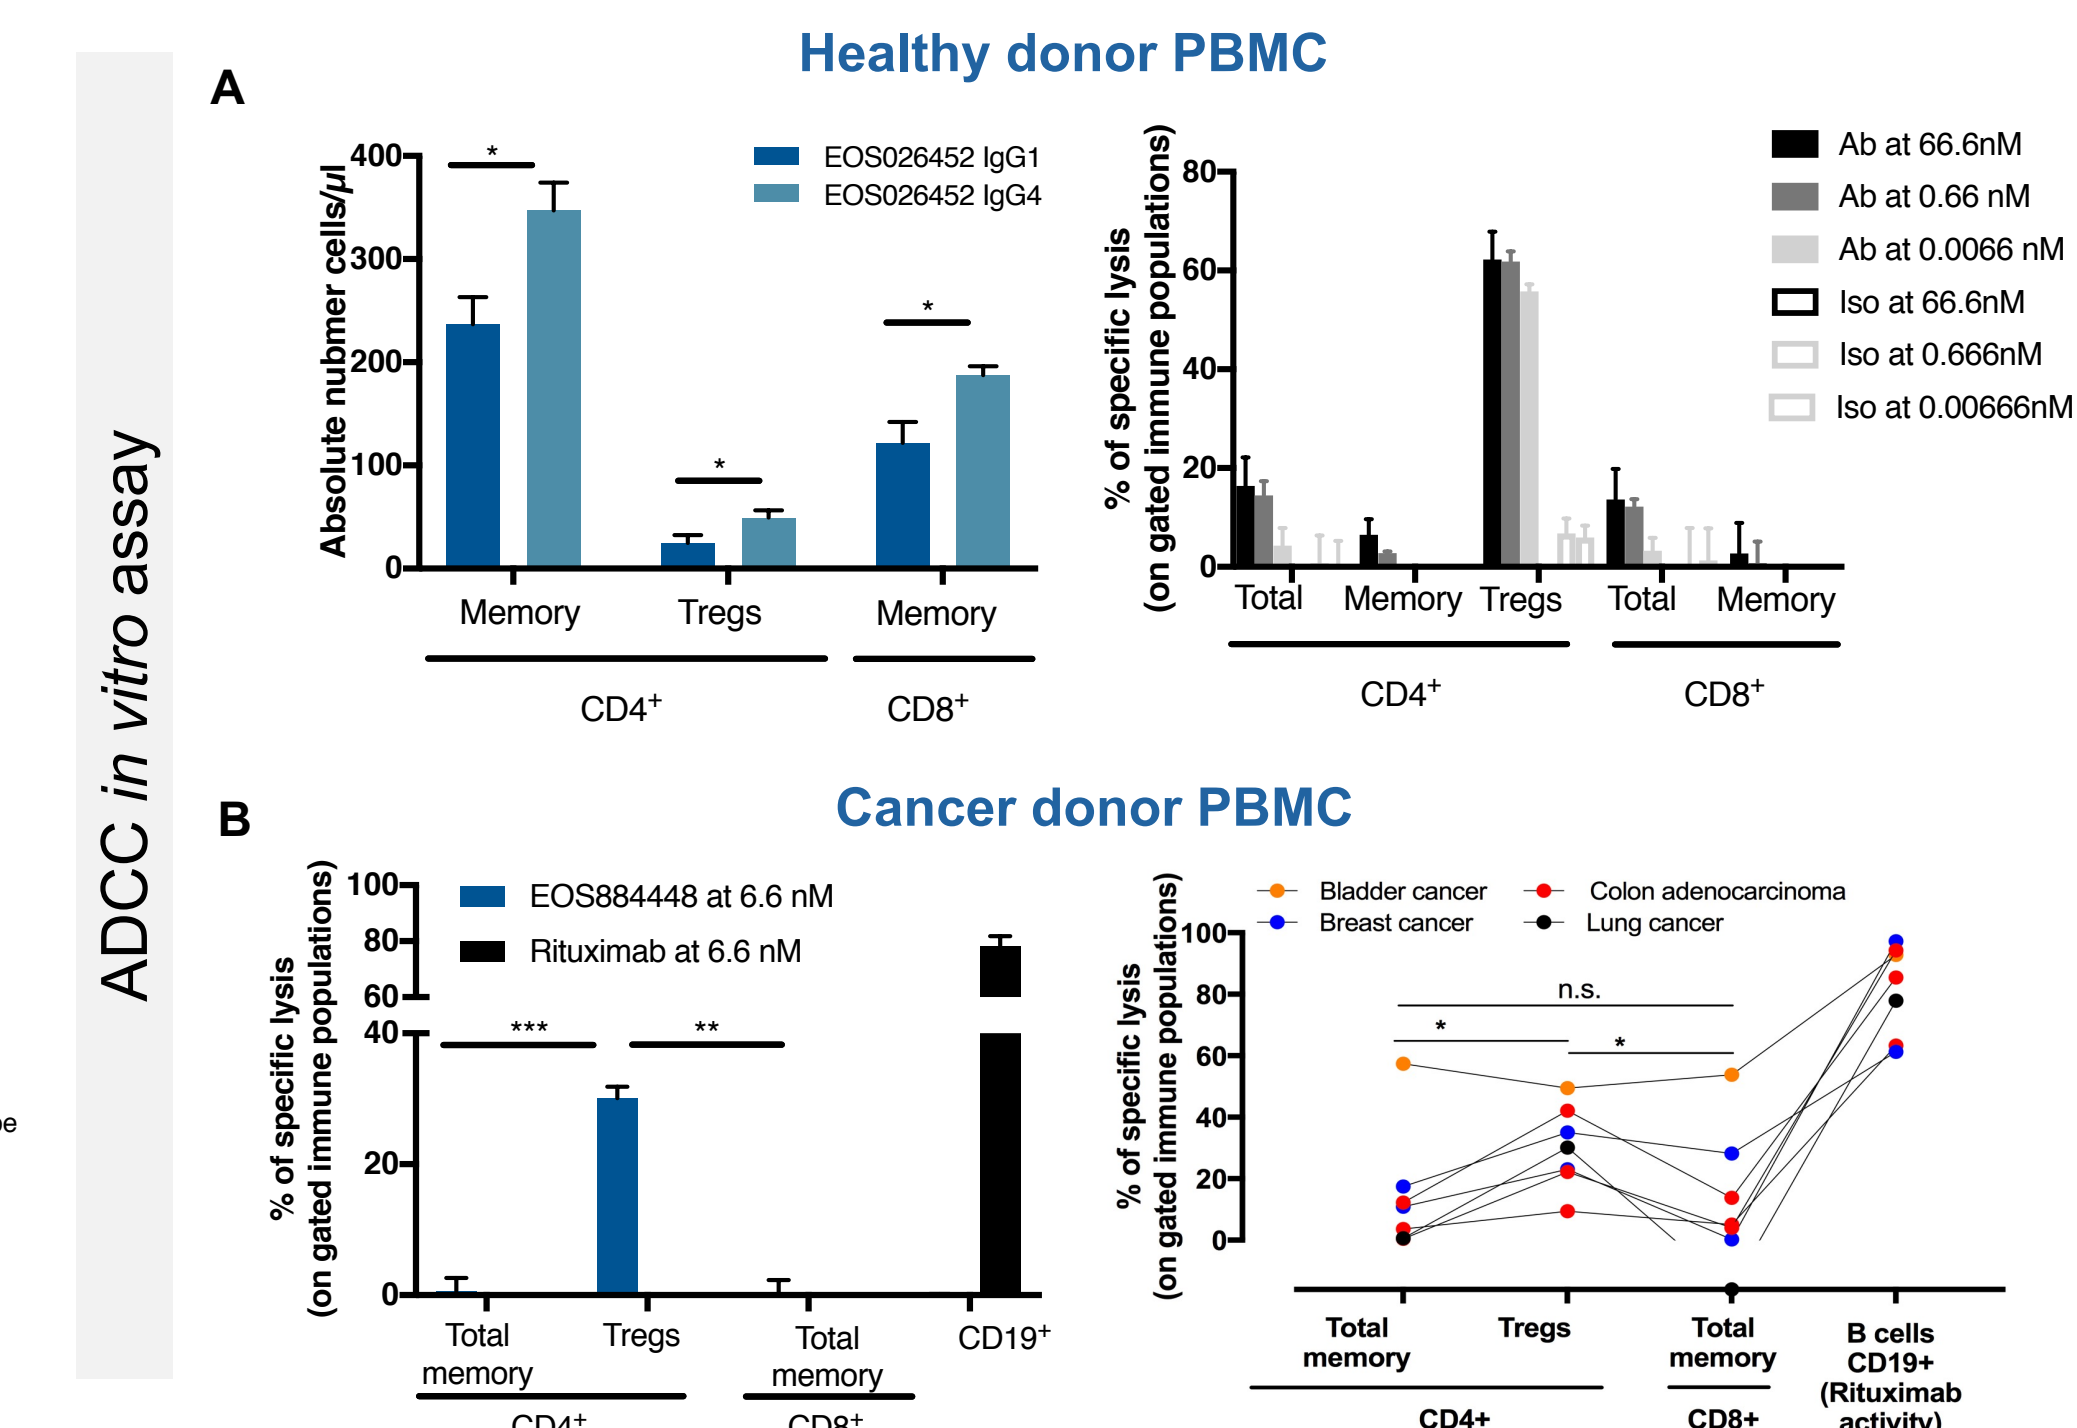 Healthy donor PBMC
A
ADCC in vitro assay
Absolute nubmer cells/µl
400
300
200
100
0
*
*
*
EOS026452 IgG1
EOS026452 IgG4
Memory
Tregs
Memory
CD4+
CD8+
% of specific lysis
(on gated immune populations)
80
60
40
20
0
Ab at 66.6nM
Ab at 0.66 nM
Ab at 0.0066 nM
Iso at 66.6nM
Iso at 0.666nM
Iso at 0.00666nM
Total
Memory
Tregs
Total
Memory
CD4+
CD8+
Cancer donor PBMC
B
% of specific lysis
(on gated immune populations)
100
80
60
40
20
0
EOS884448 at 6.6 nM
Rituximab at 6.6 nM
***
**
Total
memory
Tregs
Total
memory
CD19+
CD4+
CD8+
% of specific lysis
(on gated immune populations)
100
80
60
40
20
0
Bladder cancer
Colon adenocarcinoma
Breast cancer
Lung cancer
n.s.
*
*
Total
memory
Tregs
Total
memory
B cells
CD19+
(Rituximab
activity)
CD4+
CD8+